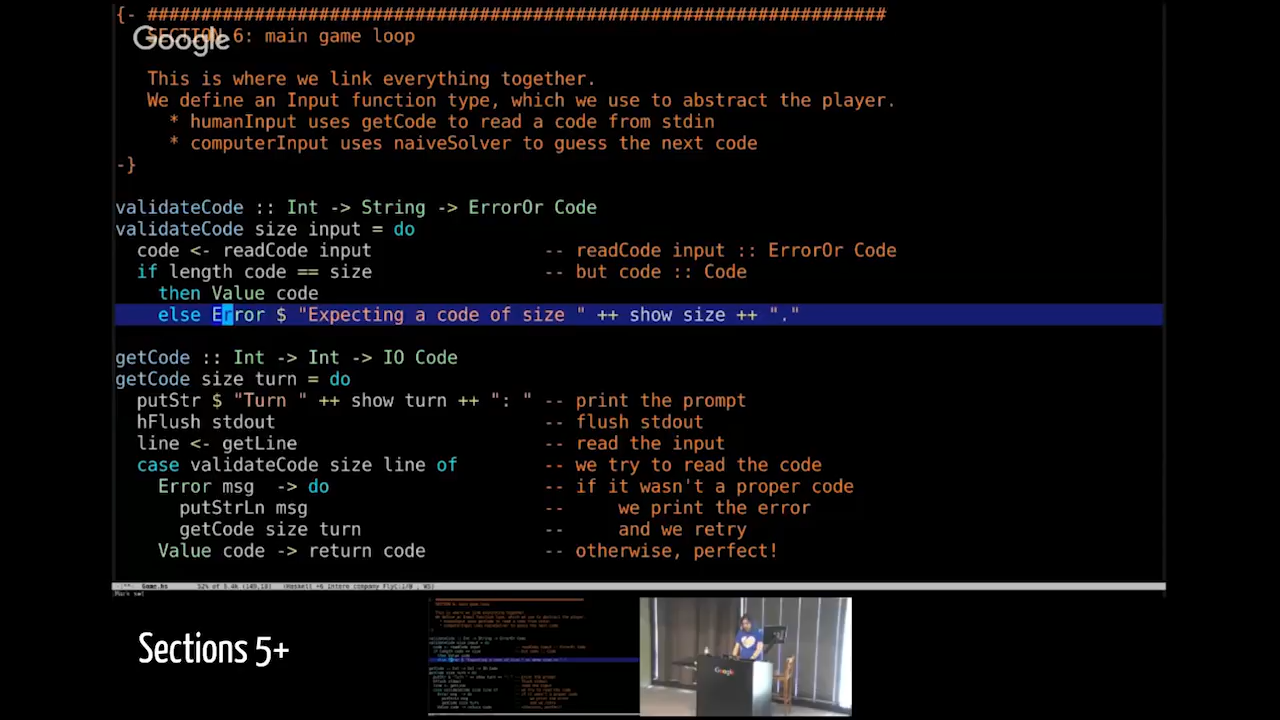 {- #####################################################################
SECTION 6: main game loop
Google
This is where we link everything together.
We define an Input function type, which we use to abstract the player.
* humanInput uses getCode to read a code from stdin
* computerInput uses naiveSolver to guess the next code
-}
validateCode :: Int -> String -> ErrorOr Code
validateCode size input = do
code <- readCode input -- readCode input :: ErrorOr Code
if length code == size -- but code :: Code
then Value code
else Error $ "Expecting a code of size " ++ show size ++ "."
getCode :: Int -> Int -> IO Code
getCode size turn = do
putStr $ "Turn " ++ show turn ++ ": " -- print the prompt
hFlush stdout -- flush stdout
line <- getLine -- read the input
case validateCode size line of -- we try to read the code
Error msg -> do -- if it wasn't a proper code
putStrLn msg -- we print the error
getCode size turn -- and we retry
Value code -> return code -- otherwise, perfect!
Mark set
Sections 5+
Google